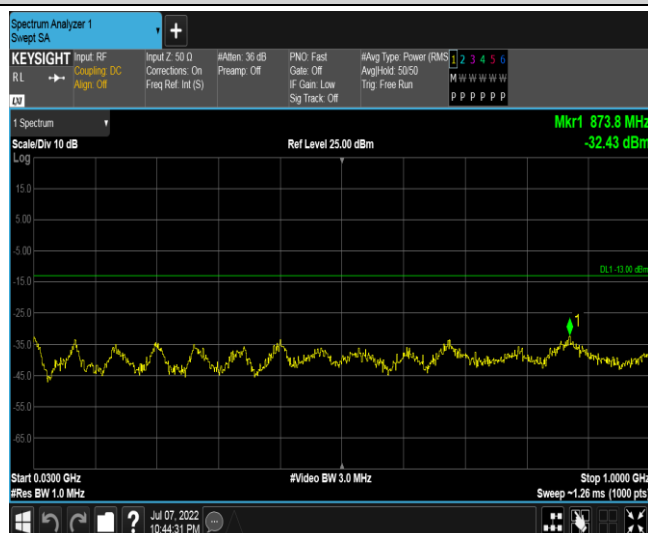 Spectrum Analyzer 1
Swept SA
KEYSIGHT
RL
Input: RF
Coupling: DC
Align: Off
Input Z: 50 Ω
Corrections: On
Freq Ref: Int (S)
#Atten: 36 dB
Preamp: Off
PNO: Fast
Gate: Off
IF Gain: Low
Sig Track: Off
#Avg Type: Power (RMS
Avg|Hold: 50/50
Trig: Free Run
1 2 3 4 5 6
M W W W W W
P P P P P P
LXI
1 Spectrum
Mkr1 873.8 MHz
Scale/Div 10 dB
Ref Level 25.00 dBm
-32.43 dBm
Log
15.0
5.00
-5.00
DL1 -13.00 dBm
-15.0
-25.0
1
-35.0
-45.0
-55.0
-65.0
Start 0.0300 GHz
#Video BW 3.0 MHz
Stop 1.0000 GHz
#Res BW 1.0 MHz
Sweep ~1.26 ms (1000 pts)
?
Jul 07, 2022
10:44:31 PM